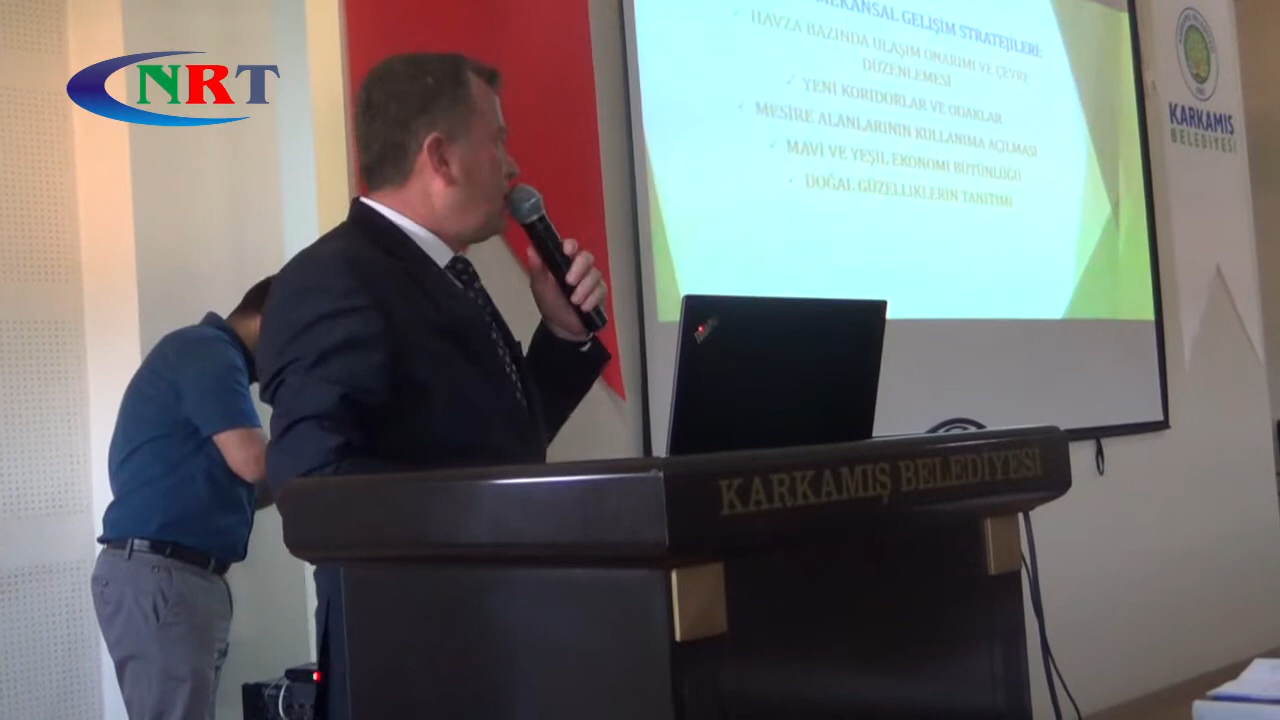 NRT
MEKANSAL GELİŞİM STRATEJİLERİ:
HAVZA BAZINDA ULAŞIM ONARIMI VE ÇEVRE
DÜZENLEMESİ
YENİ KORİDORLAR VE ODAKLAR
MESİRE ALANLARININ KULLANIMA AÇILMASI
MAVİ VE YEŞİL EKONOMİ BÜTÜNLÜĞÜ
DOĞAL GÜZELLİKLERİN TANITIMI
KARKAMIŞ
BELEDİYESİ
KARKAMIŞ BELEDİYESİ